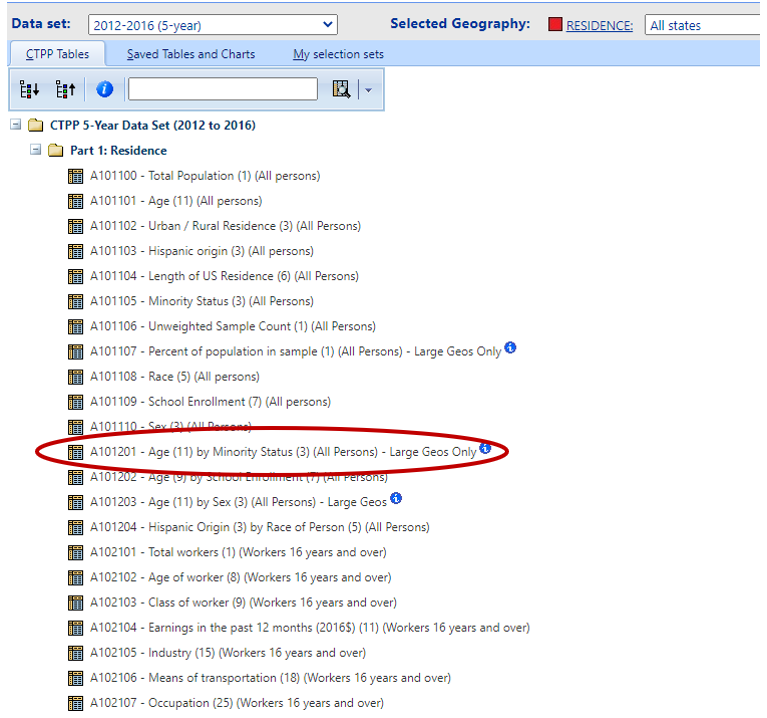 Data set: 2012-2016 (5-year) Selected Geography: RESIDENCE: All states
CTPP Tables Saved Tables and Charts My selection sets
CTPP 5-Year Data Set (2012 to 2016)
Part 1: Residence
A101100 - Total Population (1) (All persons)
A101101 - Age (11) (All persons)
A101102 - Urban / Rural Residence (3) (All Persons)
A101103 - Hispanic origin (3) (All persons)
A101104 - Length of US Residence (6) (All Persons)
A101105 - Minority Status (3) (All Persons)
A101106 - Unweighted Sample Count (1) (All Persons)
A101107 - Percent of population in sample (1) (All Persons) - Large Geos Only
A101108 - Race (5) (All persons)
A101109 - School Enrollment (7) (All persons)
A101110 - Sex (3) (All Persons)
A101201 - Age (11) by Minority Status (3) (All Persons) - Large Geos Only
A101202 - Age (9) by School Enrollment (7) (All Persons)
A101203 - Age (11) by Sex (3) (All Persons) - Large Geos
A101204 - Hispanic Origin (3) by Race of Person (5) (All Persons)
A102101 - Total workers (1) (Workers 16 years and over)
A102102 - Age of worker (8) (Workers 16 years and over)
A102103 - Class of worker (9) (Workers 16 years and over)
A102104 - Earnings in the past 12 months (2016$) (11) (Workers 16 years and over)
A102105 - Industry (15) (Workers 16 years and over)
A102106 - Means of transportation (18) (Workers 16 years and over)
A102107 - Occupation (25) (Workers 16 years and over)